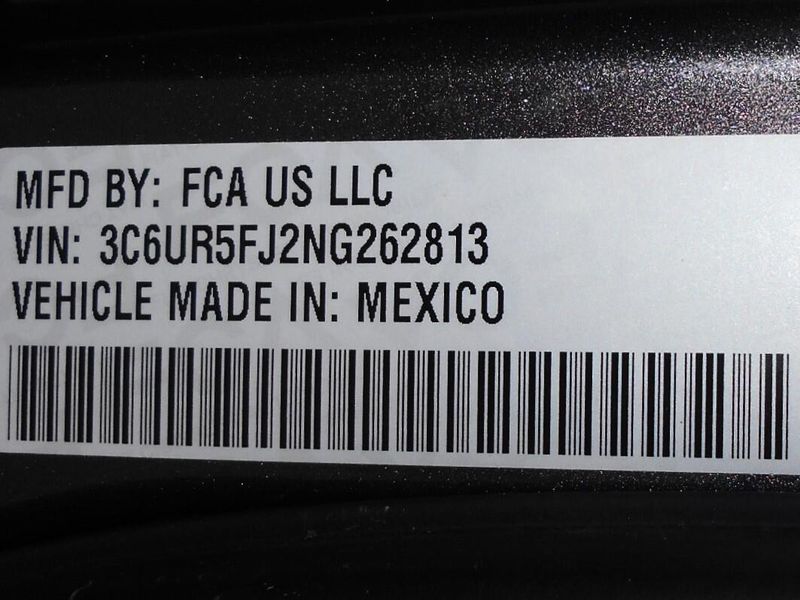 MFD BY: FCA US LLC
VIN: 3C6UR5FJ2NG262813
VEHICLE MADE IN: MEXICO